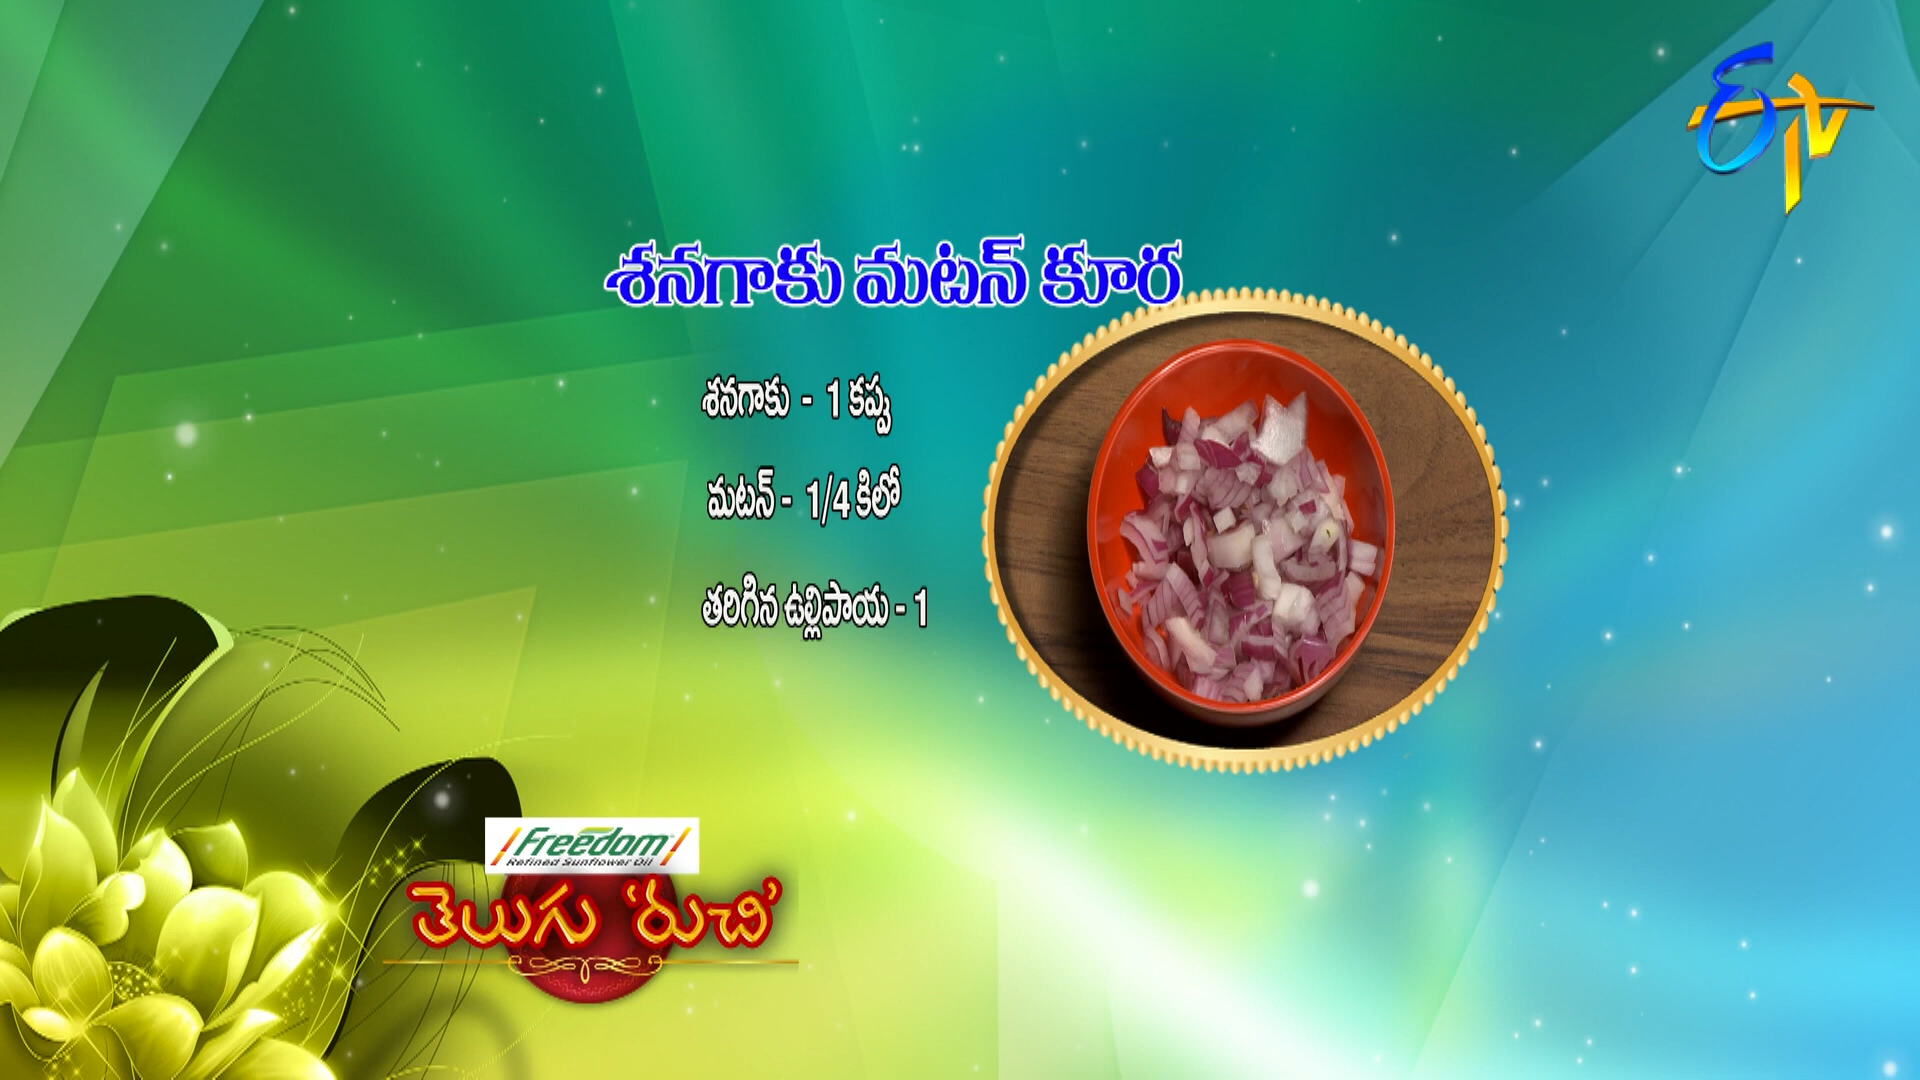 ETV
శనగాకు మటన్ కూర
శనగాకు - 1 కప్పు
మటన్ - 1/4 కిలో
తరిగిన ఉల్లిపాయ - 1
Freedom
Refined Sunflower Oil
తెలుగు 'రుచి'